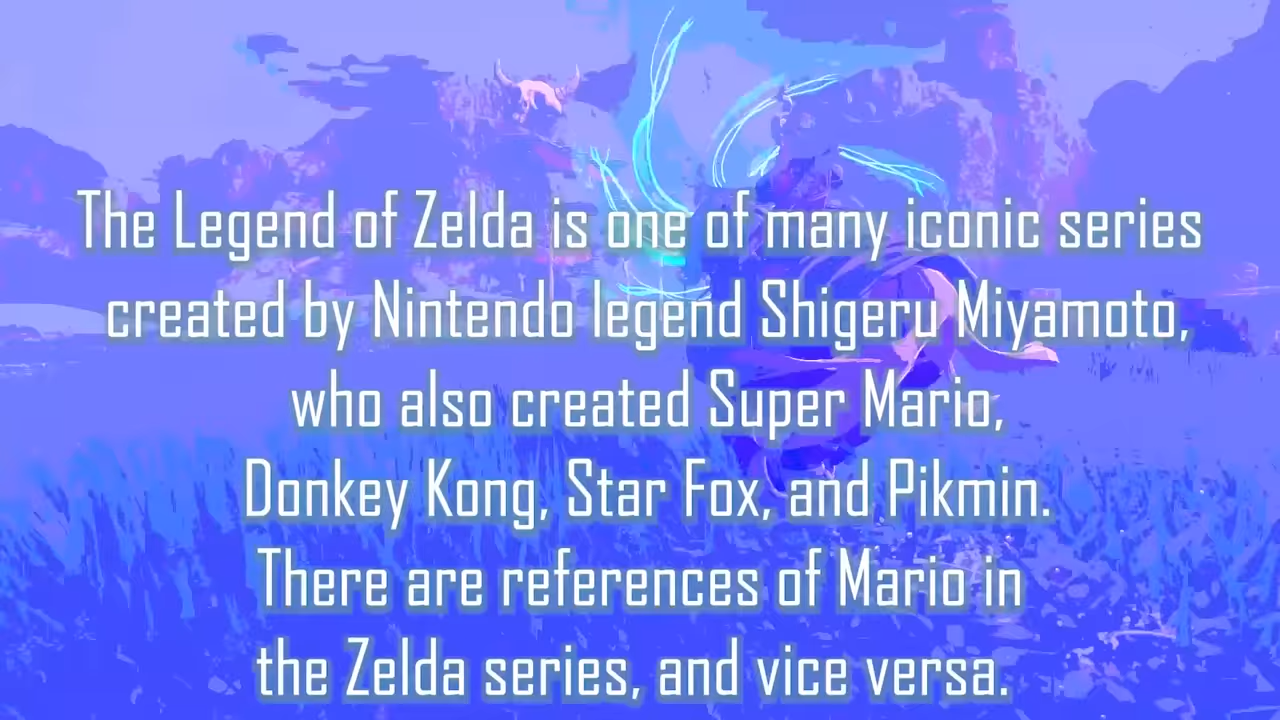 The Legend of Zelda is one of many iconic series
created by Nintendo legend Shigeru Miyamoto,
who also created Super Mario,
Donkey Kong, Star Fox, and Pikmin.
There are references of Mario in
the Zelda series, and vice versa.